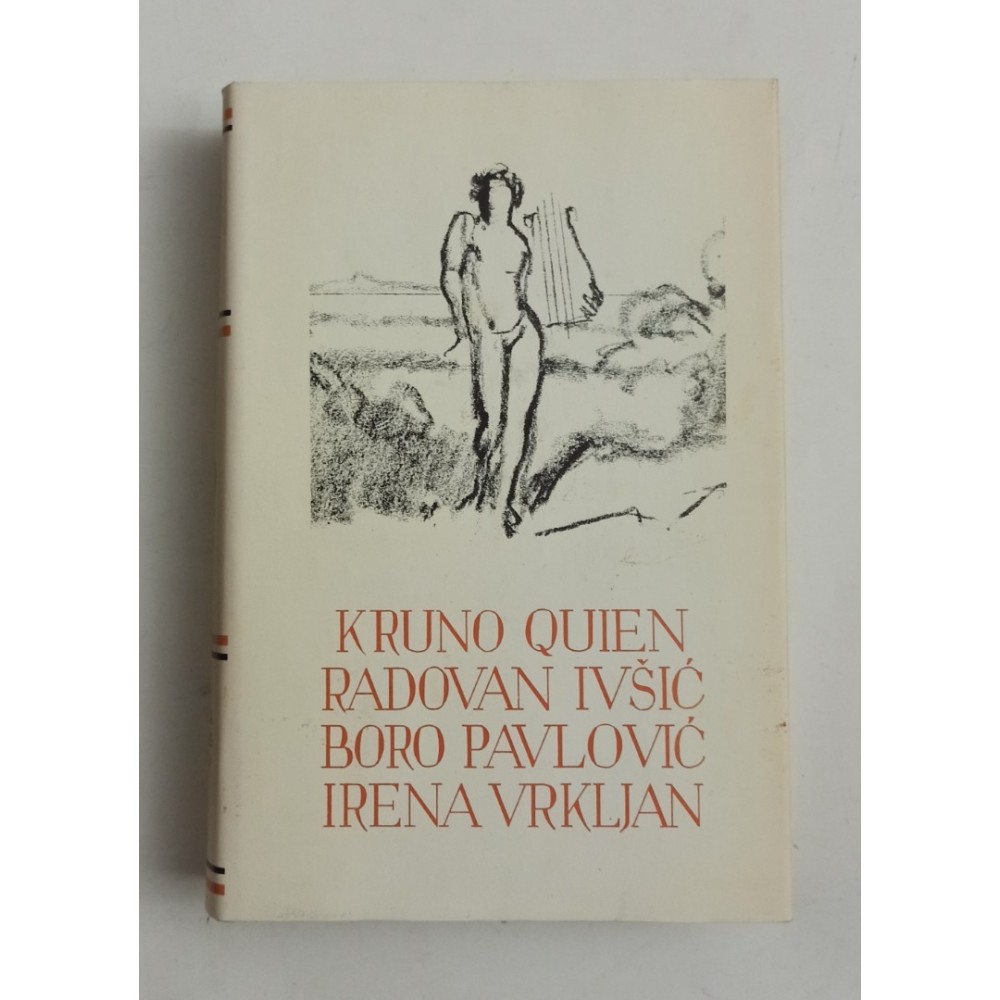 KRUNO QUIEN
RADOVAN IVŠIĆ
BORO PAVLOVIĆ
IRENA VRKLJAN